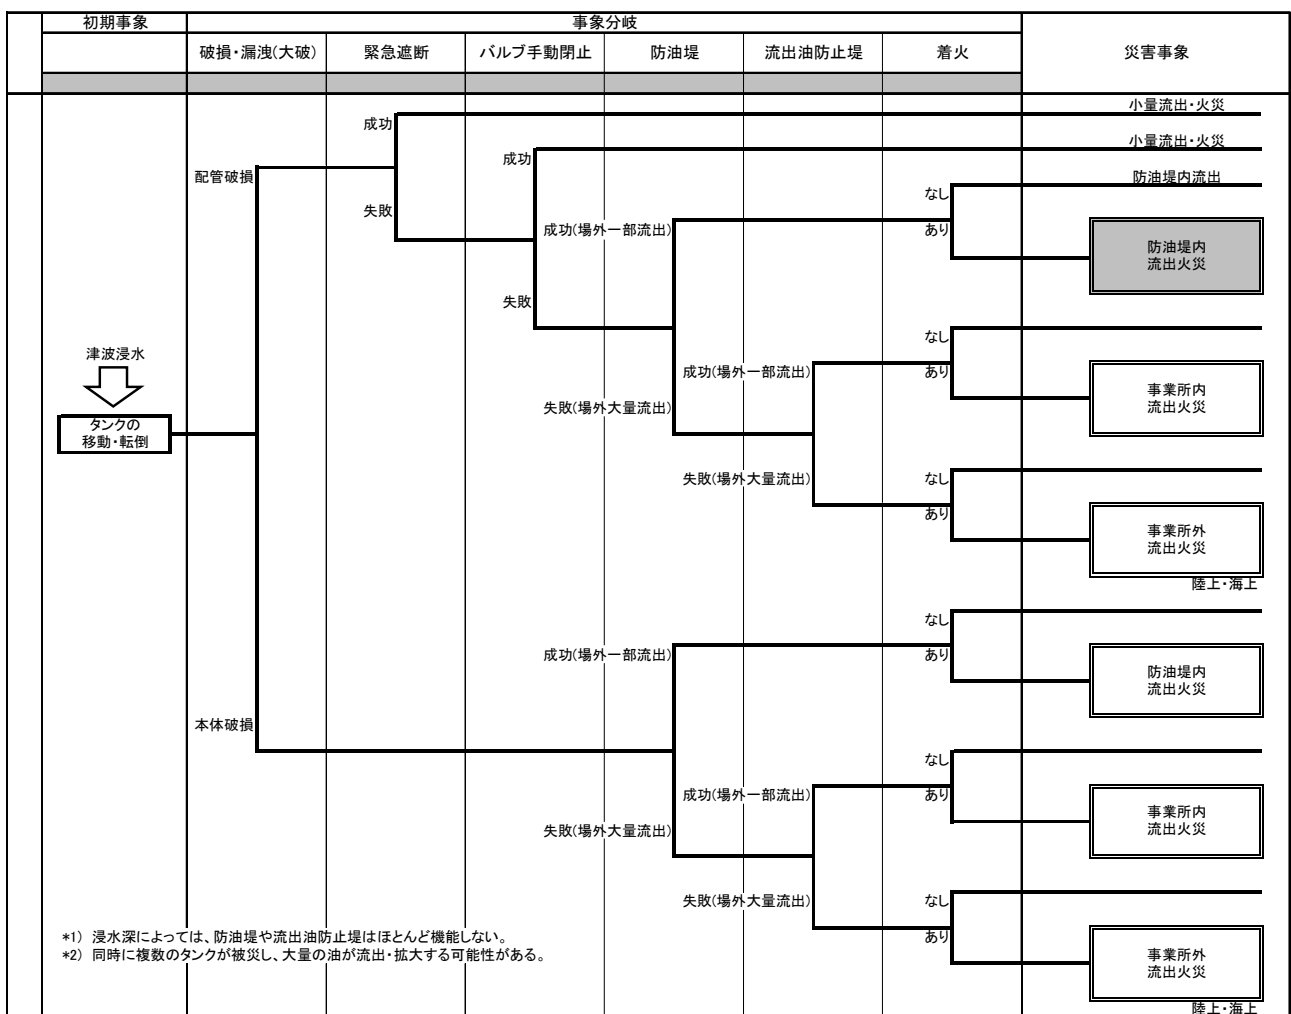 初期事象
事象分岐
災害事象
破損・漏洩(大破)
緊急遮断
バルブ手動閉止
防油堤
流出油防止堤
着火
小量流出・火災
成功
小量流出・火災
成功
配管破損
防油堤内流出
なし
失敗
成功(場外一部流出)
あり
防油堤内
流出火災
失敗
なし
津波浸水
成功(場外一部流出)
あり
事業所内
流出火災
失敗(場外大量流出)
タンクの
移動・転倒
失敗(場外大量流出)
なし
あり
事業所外
流出火災
陸上・海上
なし
成功(場外一部流出)
あり
防油堤内
流出火災
本体破損
なし
成功(場外一部流出)
あり
事業所内
流出火災
失敗(場外大量流出)
失敗(場外大量流出)
なし
あり
事業所外
流出火災
陸上・海上
*1) 浸水深によっては、防油堤や流出油防止堤はほとんど機能しない。
*2) 同時に複数のタンクが被災し、大量の油が流出・拡大する可能性がある。